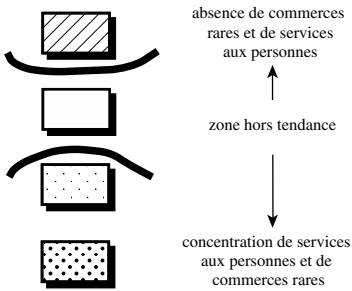 absence de commerces
rares et de services
aux personnes
zone hors tendance
concentration de services
aux personnes et de
commerces rares